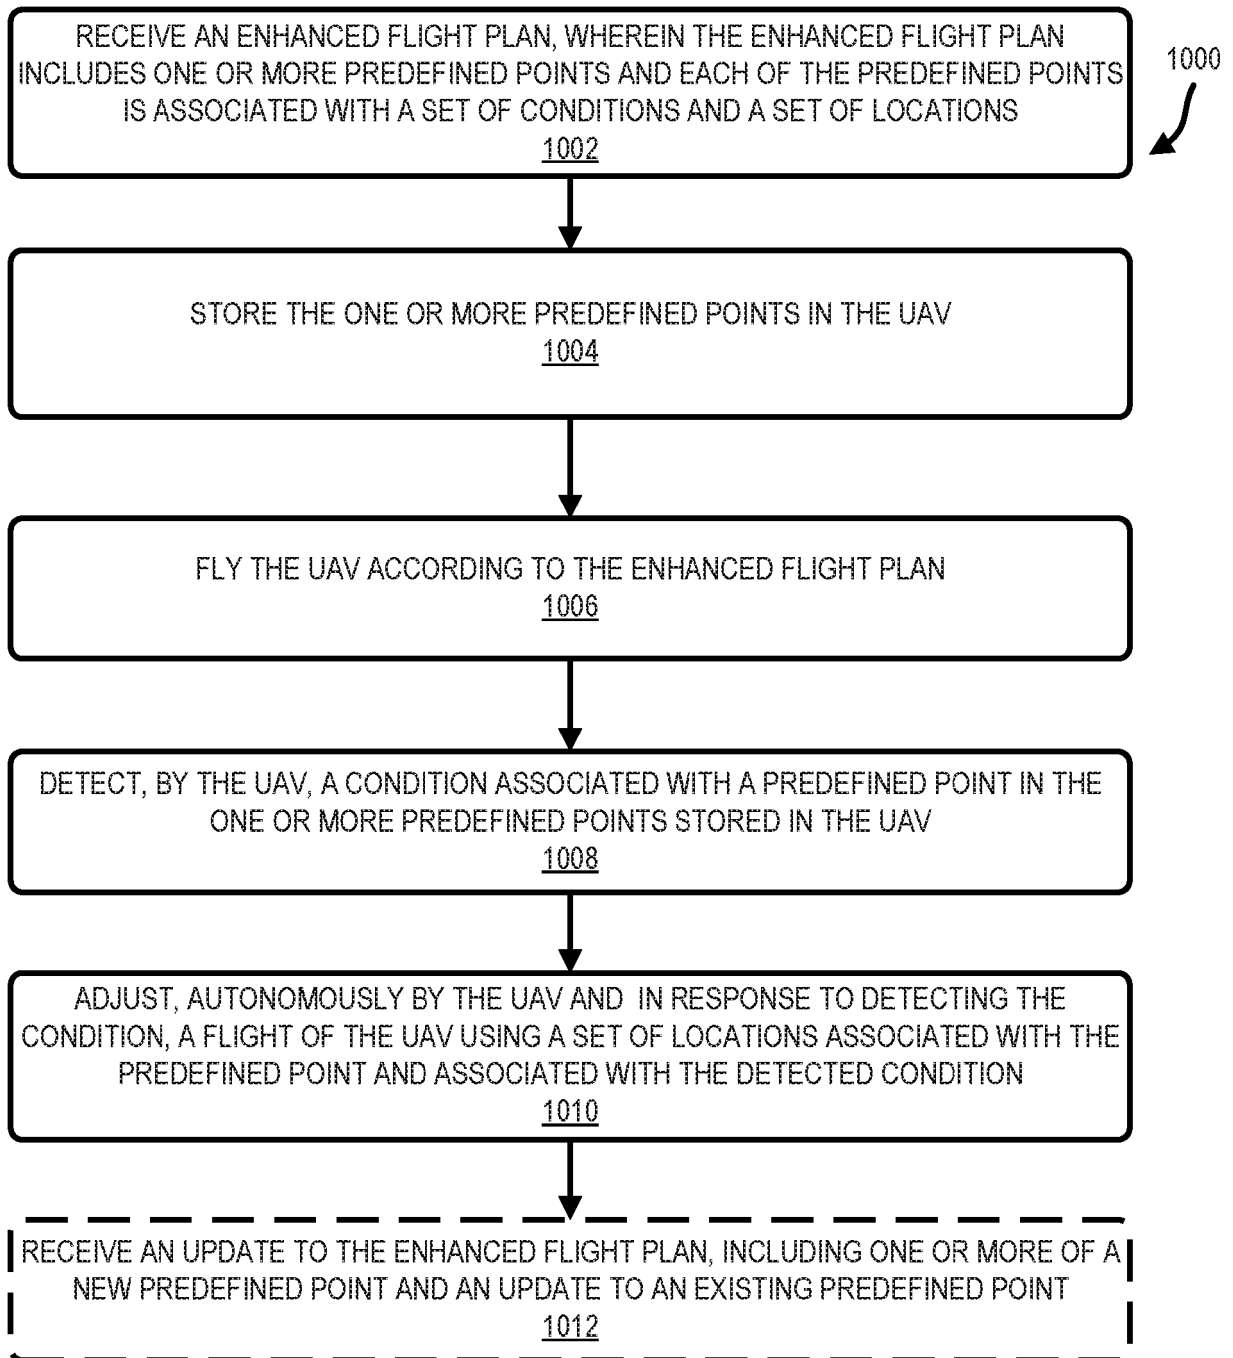 RECEIVE AN ENHANCED FLIGHT PLAN, WHEREIN THE ENHANCED FLIGHT PLAN
INCLUDES ONE OR MORE PREDEFINED POINTS AND EACH OF THE PREDEFINED POINTS
IS ASSOCIATED WITH A SET OF CONDITIONS AND A SET OF LOCATIONS
1002
1000
STORE THE ONE OR MORE PREDEFINED POINTS IN THE UAV
1004
FLY THE UAV ACCORDING TO THE ENHANCED FLIGHT PLAN
1006
DETECT, BY THE UAV, A CONDITION ASSOCIATED WITH A PREDEFINED POINT IN THE
ONE OR MORE PREDEFINED POINTS STORED IN THE UAV
1008
ADJUST, AUTONOMOUSLY BY THE UAV AND IN RESPONSE TO DETECTING THE
CONDITION, A FLIGHT OF THE UAV USING A SET OF LOCATIONS ASSOCIATED WITH THE
PREDEFINED POINT AND ASSOCIATED WITH THE DETECTED CONDITION
1010
RECEIVE AN UPDATE TO THE ENHANCED FLIGHT PLAN, INCLUDING ONE OR MORE OF A
NEW PREDEFINED POINT AND AN UPDATE TO AN EXISTING PREDEFINED POINT
1012